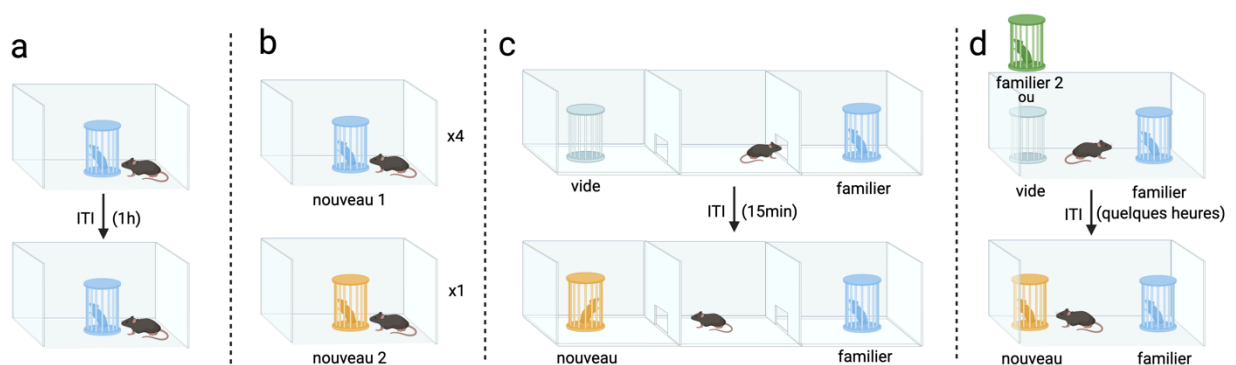 a
ITI (1h)
b
x4
nouveau 1
x1
nouveau 2
c
vide
familier
ITI (15min)
nouveau
familier
d
familier 2
ou
vide
familier
ITI (quelques heures)
nouveau
familier